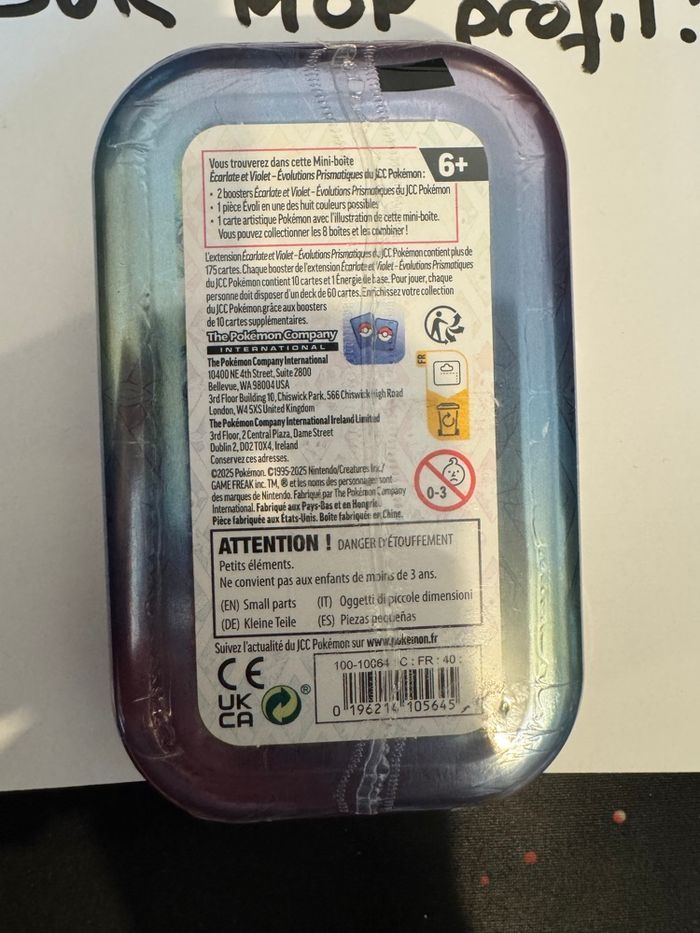 MOP profil
Vous trouverez dans cette Mini-boîte
Écarlate et Violet – Évolutions Prismatiques du JCC Pokémon :
6+
• 2 boosters Écarlate et Violet – Évolutions Prismatiques du JCC Pokémon
• 1 pièce Évoli en une des huit couleurs possibles
• 1 carte artistique Pokémon avec l'illustration de cette mini-boîte.
Vous pouvez collectionner les 8 boîtes et les combiner !
L'extension Écarlate et Violet – Évolutions Prismatiques du JCC Pokémon contient plus de
175 cartes. Chaque booster de l'extension Écarlate et Violet – Évolutions Prismatiques
du JCC Pokémon contient 10 cartes et 1 Énergie de base. Pour jouer, chaque
personne doit disposer d'un deck de 60 cartes. Enrichissez votre collection
du JCC Pokémon grâce aux boosters
de 10 cartes supplémentaires.
The Pokémon Company
INTERNATIONAL
The Pokémon Company International
10400 NE 4th Street, Suite 2800
Bellevue, WA 98004 USA
3rd Floor Building 10, Chiswick Park, 566 Chiswick High Road
London, W4 5XS United Kingdom
The Pokémon Company International Ireland Limited
3rd Floor, 2 Central Plaza, Dame Street
Dublin 2, D02 T0X4, Ireland
Conservez ces adresses.
FR
0-3
©2025 Pokémon. ©1995-2025 Nintendo/Creatures Inc./
GAME FREAK inc. TM, ® et les noms des personnages sont
des marques de Nintendo. Fabriqué par The Pokémon Company
International. Fabriqué aux Pays-Bas et en Hongrie.
Pièce fabriquée aux États-Unis. Boîte fabriquée en Chine.
ATTENTION ! DANGER D'ÉTOUFFEMENT
Petits éléments.
Ne convient pas aux enfants de moins de 3 ans.
(EN) Small parts (IT) Oggetti di piccole dimensioni
(DE) Kleine Teile (ES) Piezas pequeñas
Suivez l'actualité du JCC Pokémon sur www.pokemon.fr
CE
UK
CA
®
100-10064 C : FR : 40 :
0 196214 105645